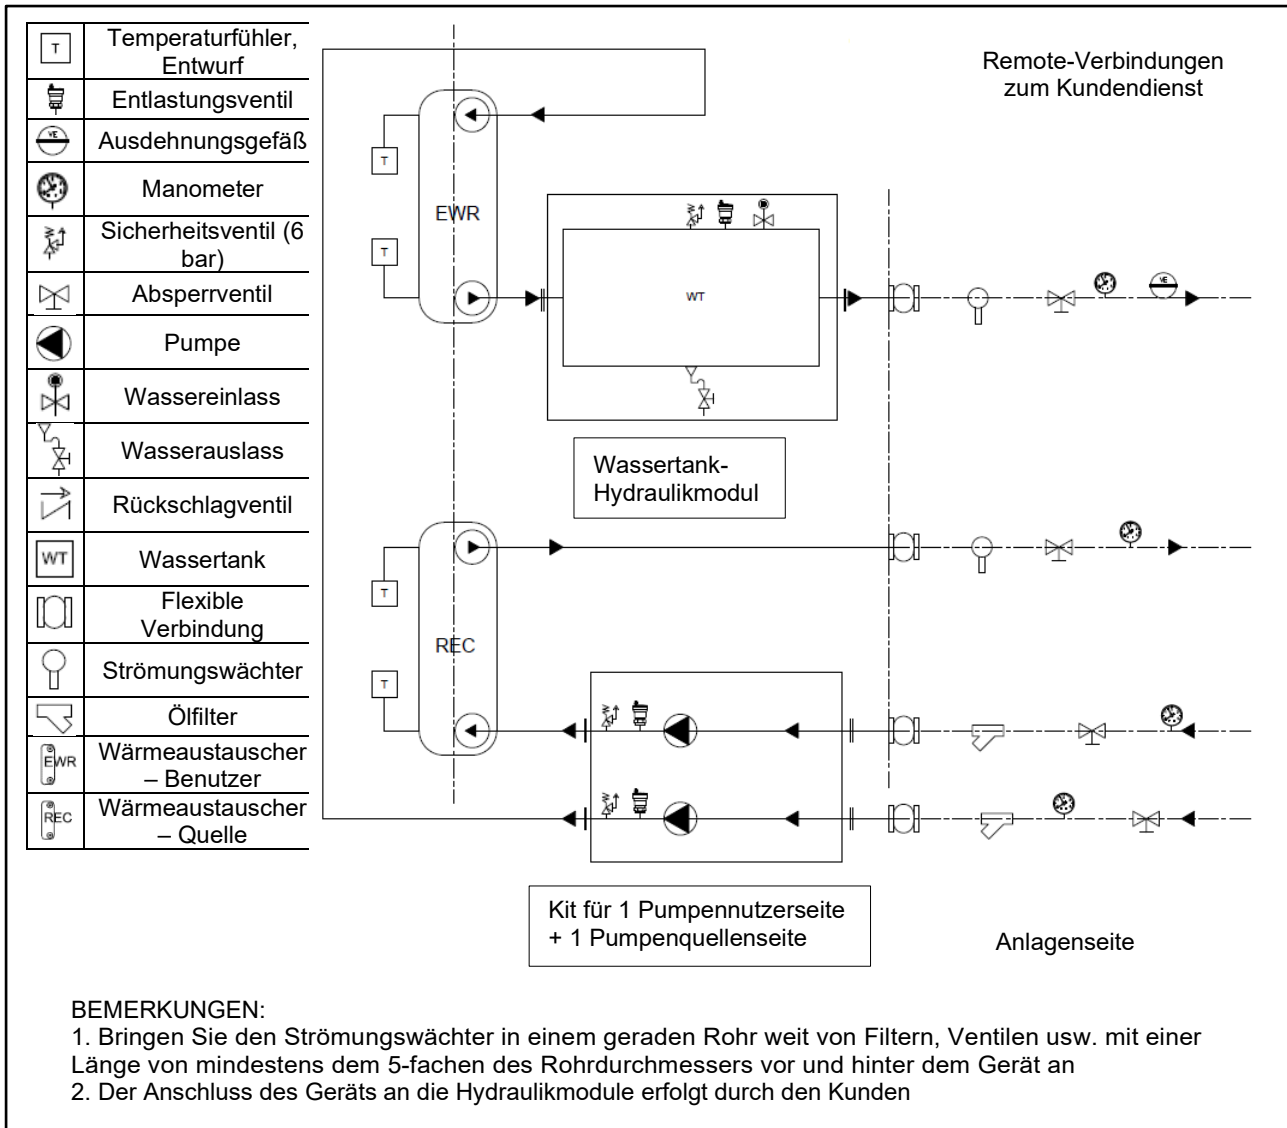 T
Temperaturfühler,
Entwurf
Entlastungsventil
VE
Ausdehnungsgefäß
Manometer
Sicherheitsventil (6
bar)
Absperrventil
Pumpe
Wassereinlass
Wasserauslass
Rückschlagventil
WT
Wassertank
Flexible
Verbindung
Strömungswächter
Ölfilter
EWR
Wärmeaustauscher
– Benutzer
REC
Wärmeaustauscher
– Quelle
Remote-Verbindungen
zum Kundendienst
T
EWR
T
WT
VE
Wassertank-
Hydraulikmodul
T
REC
T
Kit für 1 Pumpennutzerseite
+ 1 Pumpenquellenseite
Anlagenseite
BEMERKUNGEN:
1. Bringen Sie den Strömungswächter in einem geraden Rohr weit von Filtern, Ventilen usw. mit einer
Länge von mindestens dem 5-fachen des Rohrdurchmessers vor und hinter dem Gerät an
2. Der Anschluss des Geräts an die Hydraulikmodule erfolgt durch den Kunden